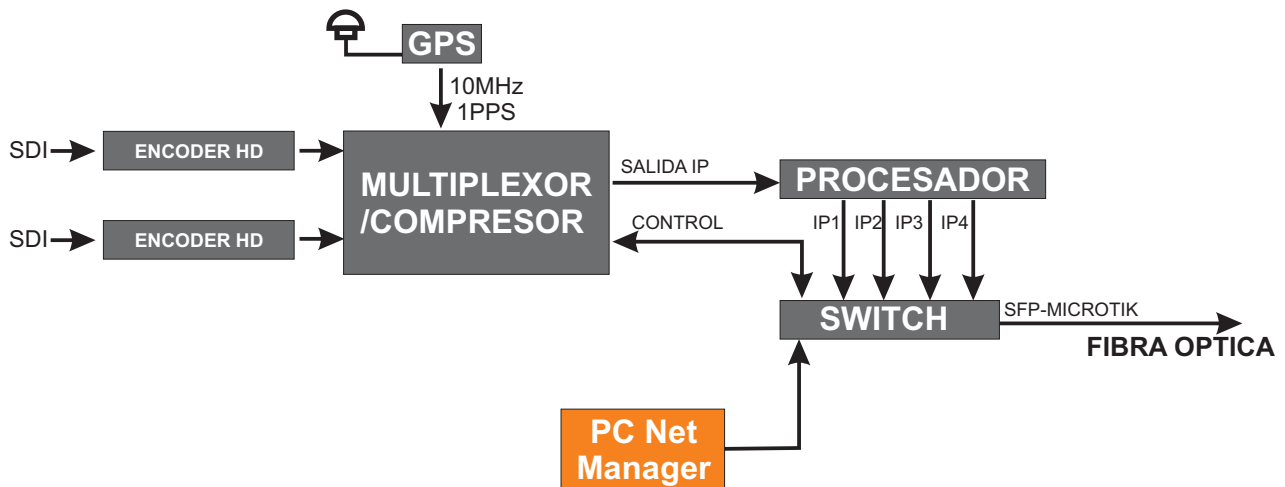 GPS
10MHz
1PPS
SDI
ENCODER HD
MULTIPLEXOR
/COMPRESOR
SALIDA IP
PROCESADOR
SDI
ENCODER HD
CONTROL
IP1
IP2
IP3
IP4
SWITCH
SFP-MICROTIK
FIBRA OPTICA
PC Net
Manager